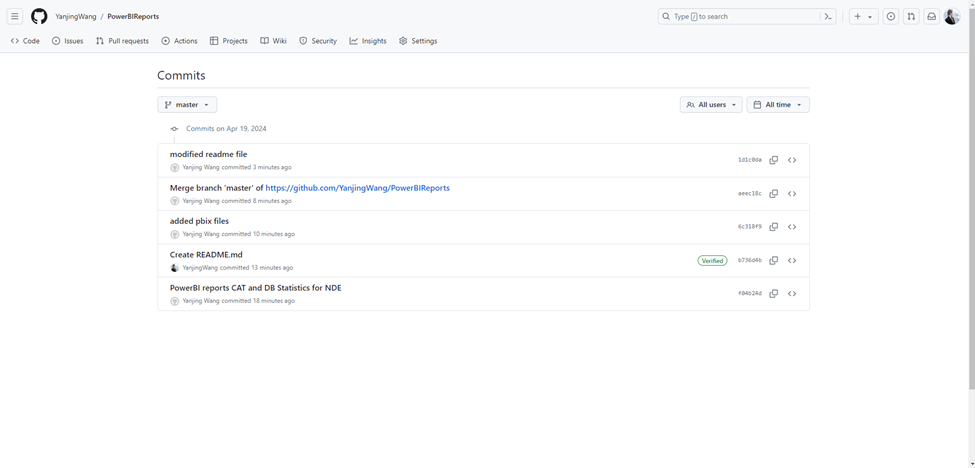 YanjingWang / PowerBIReports
Type / to search
Code Issues Pull requests Actions Projects Wiki Security Insights Settings
Commits
master All users All time
Commits on Apr 19, 2024
modified readme file
Yanjing Wang committed 3 minutes ago
1d1c0da
Merge branch 'master' of https://github.com/YanjingWang/PowerBIReports
Yanjing Wang committed 8 minutes ago
aeec18c
added pbix files
Yanjing Wang committed 10 minutes ago
6c318f9
Create README.md
YanjingWang committed 13 minutes ago
Verified b736d4b
PowerBI reports CAT and DB Statistics for NDE
Yanjing Wang committed 18 minutes ago
f04b24d